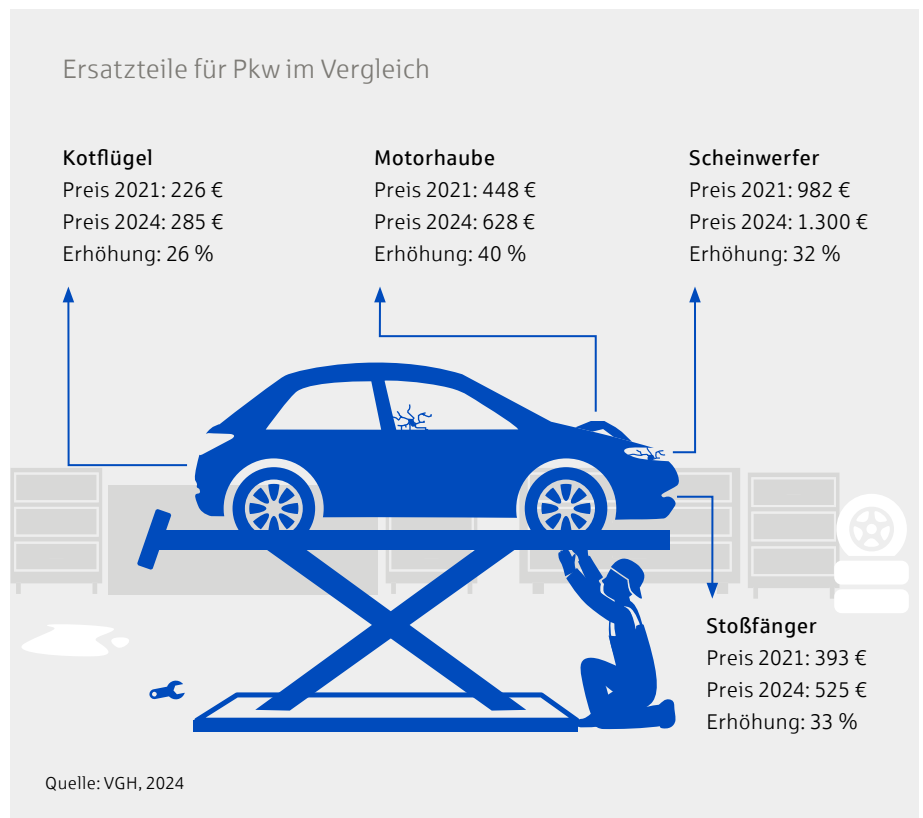 Ersatzteile für Pkw im Vergleich
Kotflügel
Preis 2021: 226 €
Preis 2024: 285 €
Erhöhung: 26 %
Motorhaube
Preis 2021: 448 €
Preis 2024: 628 €
Erhöhung: 40 %
Scheinwerfer
Preis 2021: 982 €
Preis 2024: 1.300 €
Erhöhung: 32 %
Stoßfänger
Preis 2021: 393 €
Preis 2024: 525 €
Erhöhung: 33 %
Quelle: VGH, 2024